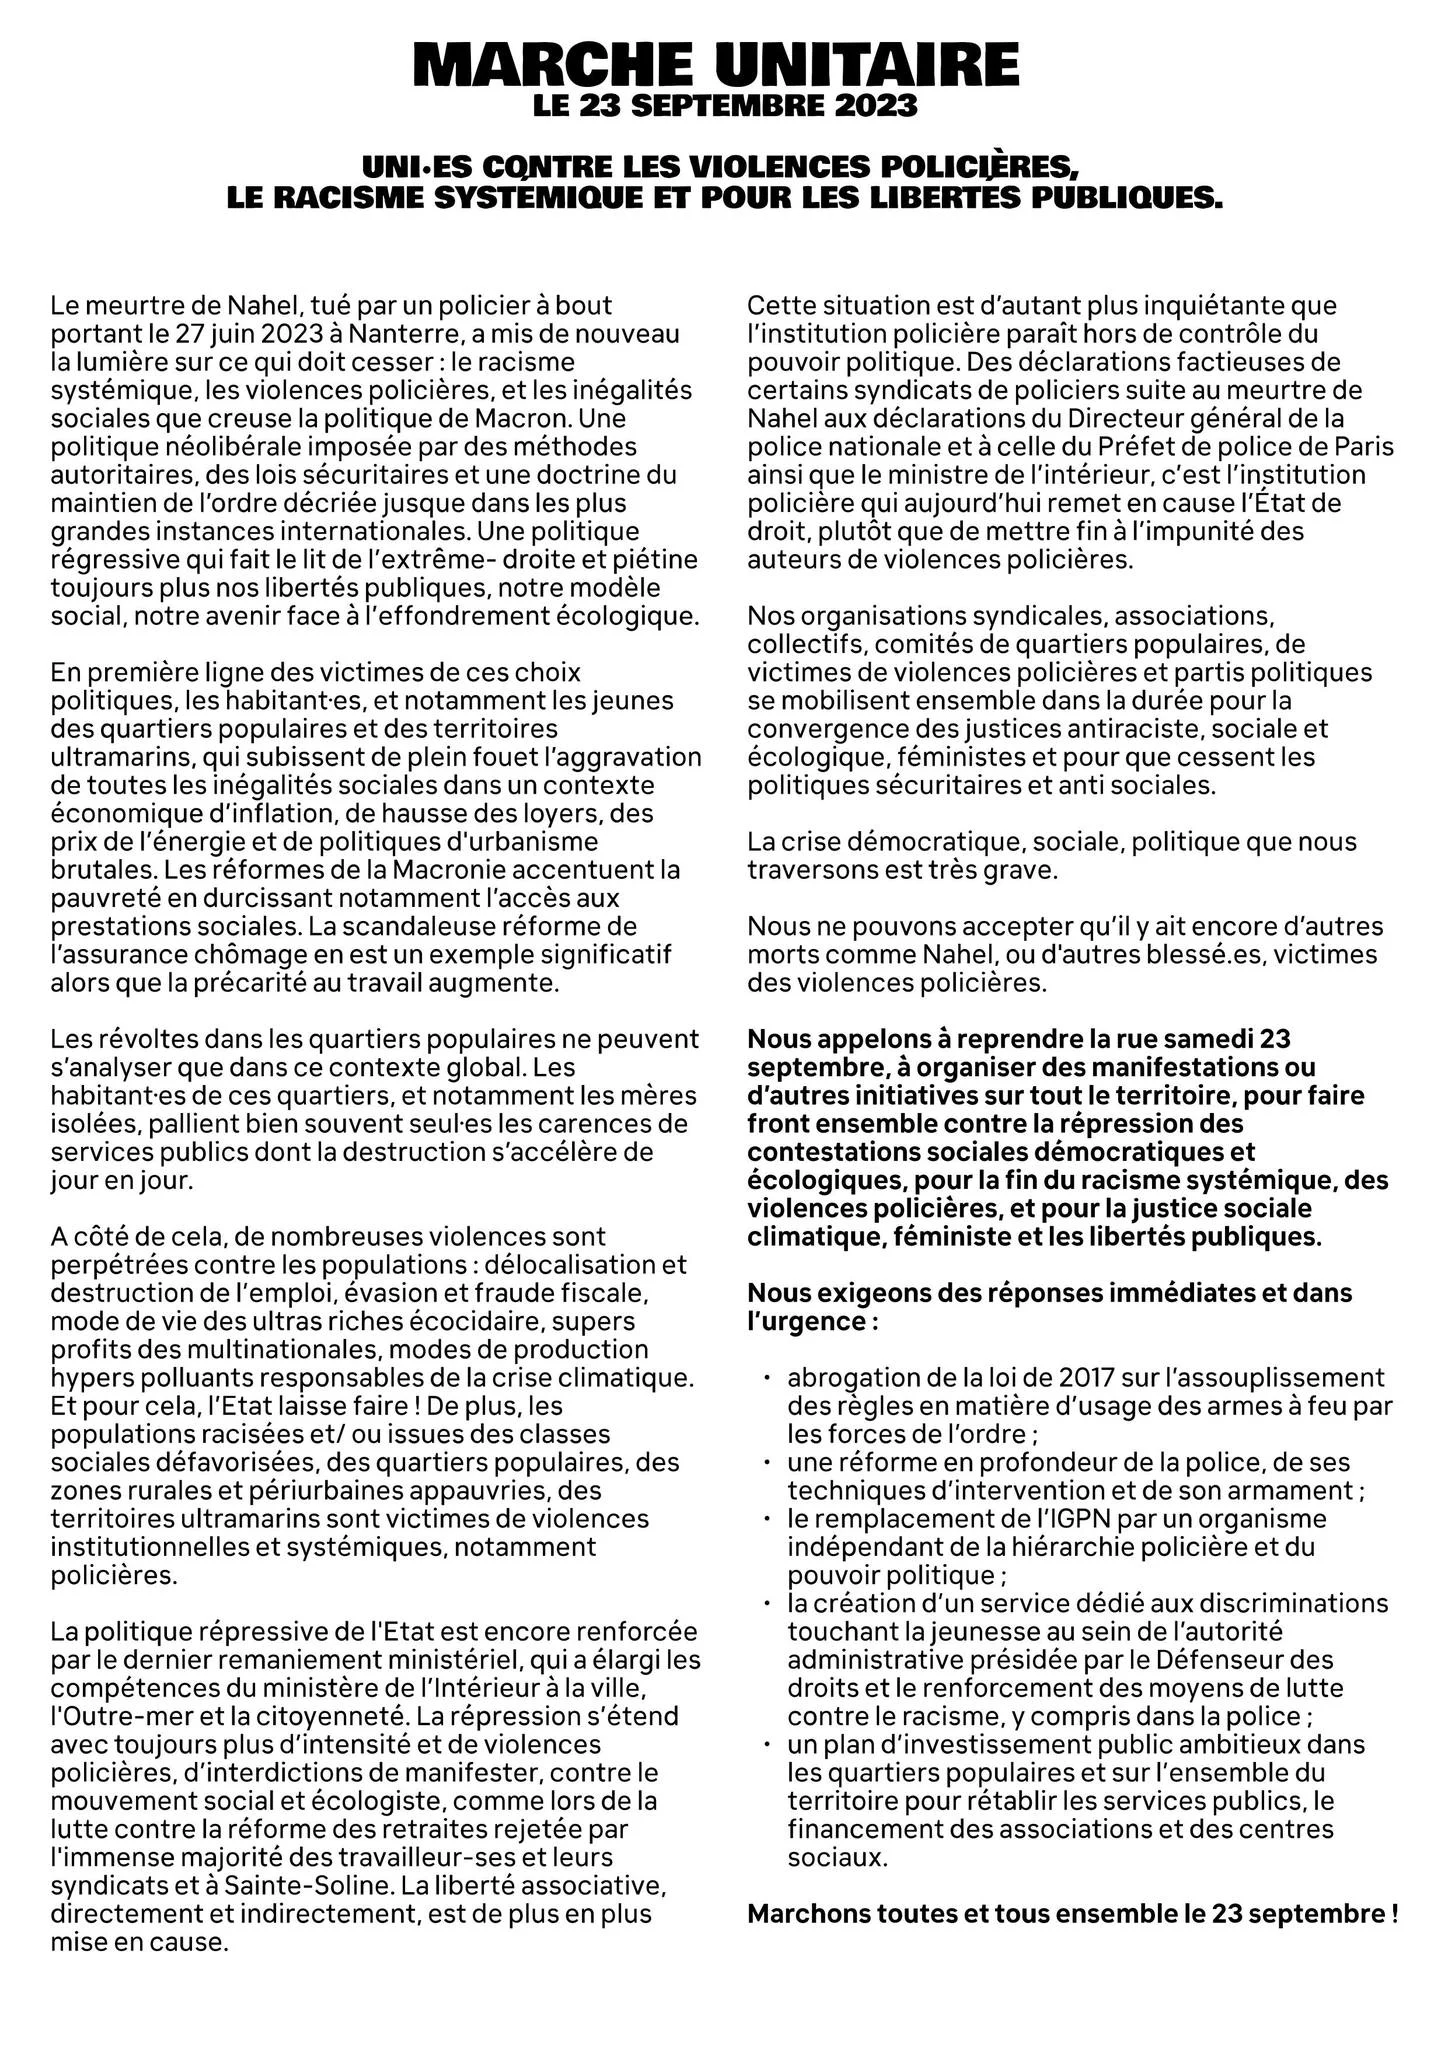 MARCHE UNITAIRE
LE 23 SEPTEMBRE 2023
UNI•ES CONTRE LES VIOLENCES POLICIÈRES,
LE RACISME SYSTÉMIQUE ET POUR LES LIBERTÉS PUBLIQUES.
Le meurtre de Nahel, tué par un policier à bout
portant le 27 juin 2023 à Nanterre, a mis de nouveau
la lumière sur ce qui doit cesser : le racisme
systémique, les violences policières, et les inégalités
sociales que creuse la politique de Macron. Une
politique néolibérale imposée par des méthodes
autoritaires, des lois sécuritaires et une doctrine du
maintien de l’ordre décriée jusque dans les plus
grandes instances internationales. Une politique
régressive qui fait le lit de l’extrême- droite et piétine
toujours plus nos libertés publiques, notre modèle
social, notre avenir face à l’effondrement écologique.
En première ligne des victimes de ces choix
politiques, les habitant·es, et notamment les jeunes
des quartiers populaires et des territoires
ultramarins, qui subissent de plein fouet l’aggravation
de toutes les inégalités sociales dans un contexte
économique d’inflation, de hausse des loyers, des
prix de l’énergie et de politiques d'urbanisme
brutales. Les réformes de la Macronie accentuent la
pauvreté en durcissant notamment l’accès aux
prestations sociales. La scandaleuse réforme de
l’assurance chômage en est un exemple significatif
alors que la précarité au travail augmente.
Les révoltes dans les quartiers populaires ne peuvent
s’analyser que dans ce contexte global. Les
habitant·es de ces quartiers, et notamment les mères
isolées, pallient bien souvent seul·es les carences de
services publics dont la destruction s’accélère de
jour en jour.
A côté de cela, de nombreuses violences sont
perpétrées contre les populations : délocalisation et
destruction de l’emploi, évasion et fraude fiscale,
mode de vie des ultras riches écocidaire, supers
profits des multinationales, modes de production
hypers polluants responsables de la crise climatique.
Et pour cela, l’Etat laisse faire ! De plus, les
populations racisées et/ ou issues des classes
sociales défavorisées, des quartiers populaires, des
zones rurales et périurbaines appauvries, des
territoires ultramarins sont victimes de violences
institutionnelles et systémiques, notamment
policières.
La politique répressive de l'Etat est encore renforcée
par le dernier remaniement ministériel, qui a élargi les
compétences du ministère de l’Intérieur à la ville,
l'Outre-mer et la citoyenneté. La répression s’étend
avec toujours plus d’intensité et de violences
policières, d’interdictions de manifester, contre le
mouvement social et écologiste, comme lors de la
lutte contre la réforme des retraites rejetée par
l'immense majorité des travailleur-ses et leurs
syndicats et à Sainte-Soline. La liberté associative,
directement et indirectement, est de plus en plus
mise en cause.
Cette situation est d’autant plus inquiétante que
l’institution policière paraît hors de contrôle du
pouvoir politique. Des déclarations factieuses de
certains syndicats de policiers suite au meurtre de
Nahel aux déclarations du Directeur général de la
police nationale et à celle du Préfet de police de Paris
ainsi que le ministre de l’intérieur, c’est l’institution
policière qui aujourd’hui remet en cause l’État de
droit, plutôt que de mettre fin à l’impunité des
auteurs de violences policières.
Nos organisations syndicales, associations,
collectifs, comités de quartiers populaires, de
victimes de violences policières et partis politiques
se mobilisent ensemble dans la durée pour la
convergence des justices antiraciste, sociale et
écologique, féministes et pour que cessent les
politiques sécuritaires et anti sociales.
La crise démocratique, sociale, politique que nous
traversons est très grave.
Nous ne pouvons accepter qu’il y ait encore d’autres
morts comme Nahel, ou d'autres blessé.es, victimes
des violences policières.
Nous appelons à reprendre la rue samedi 23
septembre, à organiser des manifestations ou
d’autres initiatives sur tout le territoire, pour faire
front ensemble contre la répression des
contestations sociales démocratiques et
écologiques, pour la fin du racisme systémique, des
violences policières, et pour la justice sociale
climatique, féministe et les libertés publiques.
Nous exigeons des réponses immédiates et dans
l’urgence :
• abrogation de la loi de 2017 sur l’assouplissement
des règles en matière d’usage des armes à feu par
les forces de l’ordre ;
• une réforme en profondeur de la police, de ses
techniques d’intervention et de son armement ;
• le remplacement de l’IGPN par un organisme
indépendant de la hiérarchie policière et du
pouvoir politique ;
• la création d’un service dédié aux discriminations
touchant la jeunesse au sein de l’autorité
administrative présidée par le Défenseur des
droits et le renforcement des moyens de lutte
contre le racisme, y compris dans la police ;
• un plan d’investissement public ambitieux dans
les quartiers populaires et sur l’ensemble du
territoire pour rétablir les services publics, le
financement des associations et des centres
sociaux.
Marchons toutes et tous ensemble le 23 septembre !